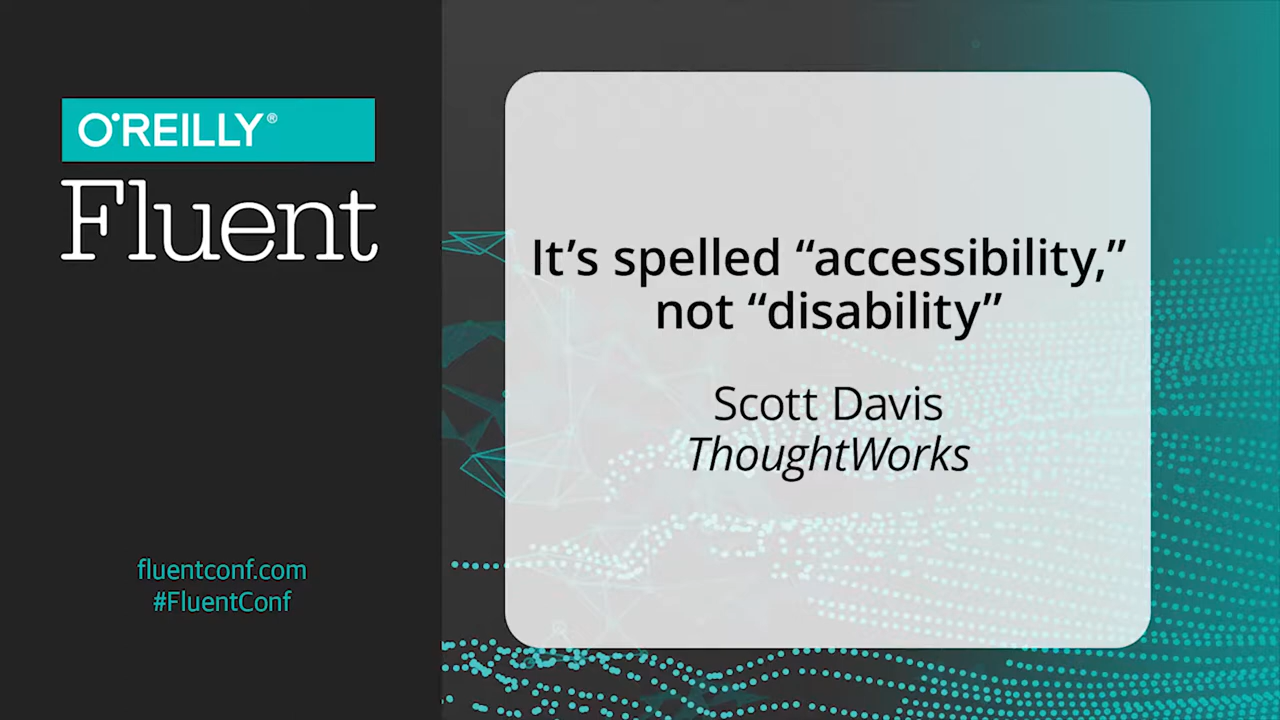 O'REILLY®
Fluent
fluentconf.com
#FluentConf
It’s spelled “accessibility,”
not “disability”
Scott Davis
ThoughtWorks